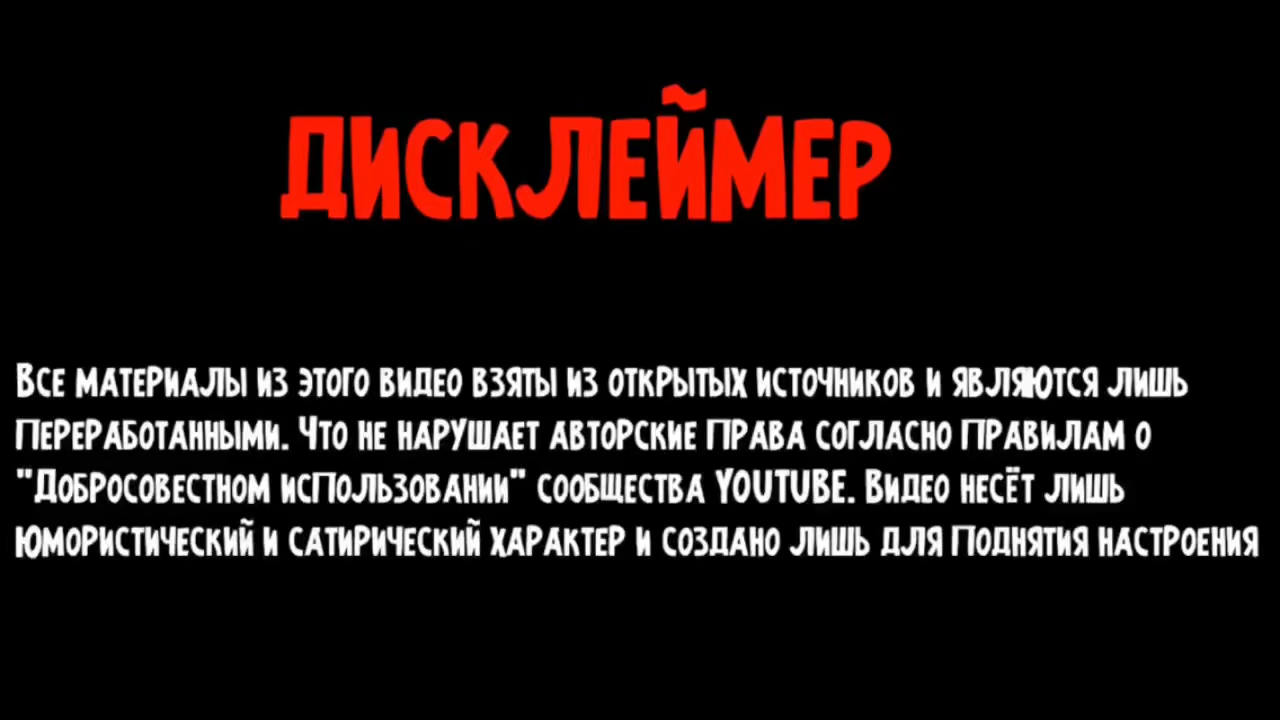 ДИСКЛЕЙМЕР
Все материалы из этого видео взяты из открытых источников и являются лишь
переработанными. Что не нарушает авторские права согласно правилам о
"Добросовестном использовании" сообщества YOUTUBE. Видео несёт лишь
юмористический и сатирический характер и создано лишь для поднятия настроения